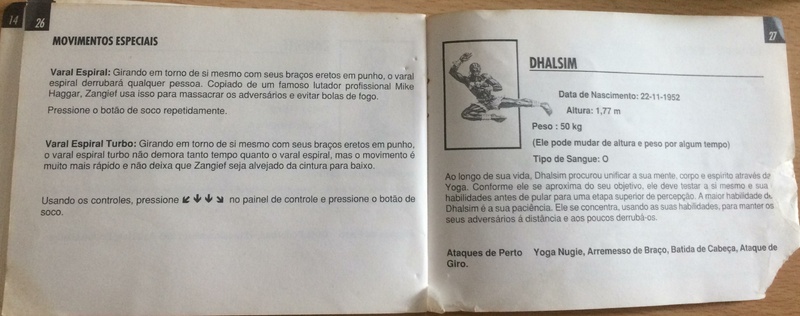 14
26
MOVIMENTOS ESPECIAIS
Varal Espiral: Girando em torno de si mesmo com seus braços eretos em punho, o varal
espiral derrubará qualquer pessoa. Copiado de um famoso lutador profissional Mike
Haggar, Zangief usa isso para massacrar os adversários e evitar bolas de fogo.
Pressione o botão de soco repetidamente.
Varal Espiral Turbo: Girando em torno de si mesmo com seus braços eretos em punho,
o varal espiral turbo não demora tanto tempo quanto o varal espiral, mas o movimento é
muito mais rápido e não deixa que Zangief seja alvejado da cintura para baixo.
Usando os controles, pressione ↙ ↓ ↓ ↘ no painel de controle e pressione o botão de
soco.
27
DHALSIM
Data de Nascimento: 22-11-1952
Altura: 1,77 m
Peso : 50 kg
(Ele pode mudar de altura e peso por algum tempo)
Tipo de Sangue: O
Ao longo de sua vida, Dhalsim procurou unificar a sua mente, corpo e espírito através da
Yoga. Conforme ele se aproxima do seu objetivo, ele deve testar a si mesmo e sua
habilidades antes de pular para uma etapa superior de percepção. A maior habilidade de
Dhalsim é a sua paciência. Ele se concentra, usando as suas habilidades, para manter os
seus adversários á distância e aos poucos derrubá-os.
Ataques de Perto Yoga Nugie, Arremesso de Braço, Batida de Cabeça, Ataque de
Giro.